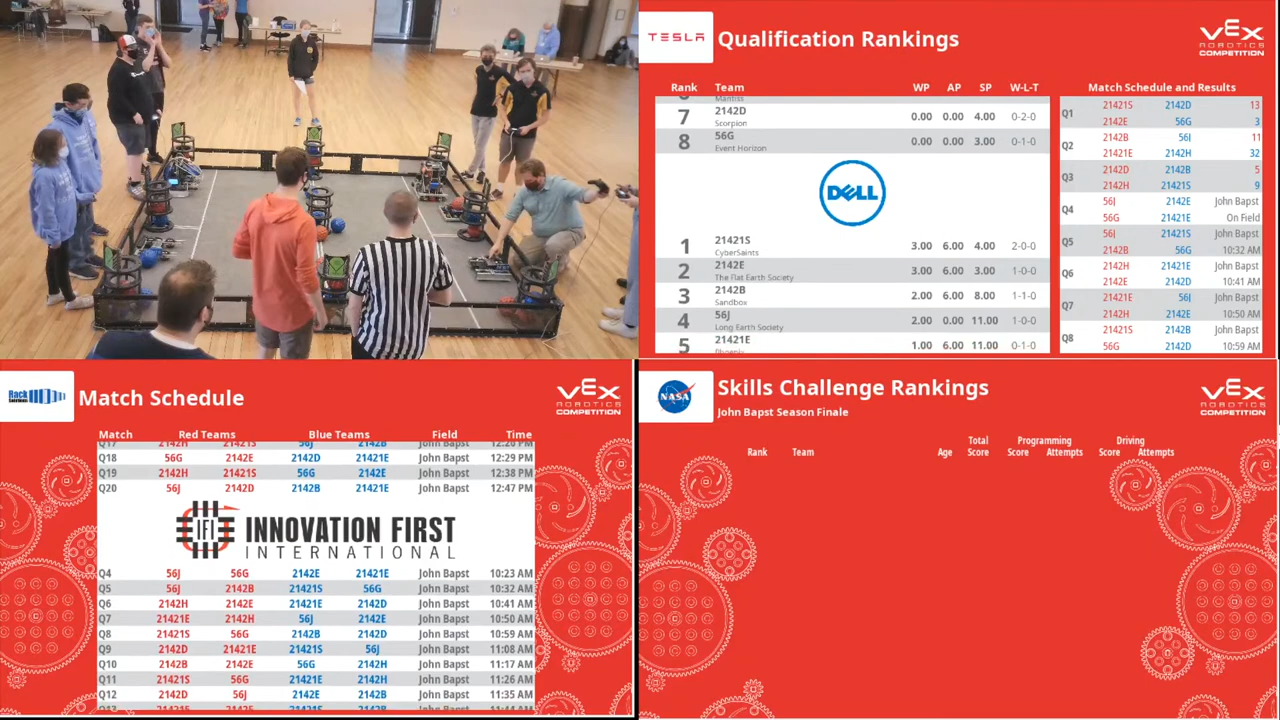 TESLA
Qualification Rankings
VEX
ROBOTICS
COMPETITION
Rank Team WP AP SP W-L-T
Mantiss
7 2142D 0.00 0.00 4.00 0-2-0
Scorpion
8 56G 0.00 0.00 3.00 0-1-0
Event Horizon
DELL
1 21421S 3.00 6.00 4.00 2-0-0
CyberSaints
2 2142E 3.00 6.00 3.00 1-0-0
The Flat Earth Society
3 2142B 2.00 6.00 8.00 1-1-0
Sandbox
4 56J 2.00 0.00 11.00 1-0-0
Long Earth Society
5 21421E 1.00 6.00 11.00 0-1-0
Phoenix
Match Schedule and Results
Q1 21421S 2142D 13
2142E 56G 3
Q2 2142B 56J 11
21421E 2142H 32
Q3 2142D 2142B 5
2142H 21421S 9
Q4 56J 2142E John Bapst
56G 21421E On Field
Q5 56J 21421S John Bapst
2142B 56G 10:32 AM
Q6 2142H 21421E John Bapst
2142E 2142D 10:41 AM
Q7 21421E 56J John Bapst
2142H 2142E 10:50 AM
Q8 21421S 2142B John Bapst
56G 2142D 10:59 AM
Rack
Solutions
Match Schedule
VEX
ROBOTICS
COMPETITION
Match Red Teams Blue Teams Field Time
Q17 2142H 21421S 56J 2142B John Bapst 12:20 PM
Q18 56G 2142E 2142D 21421E John Bapst 12:29 PM
Q19 2142H 21421S 56G 2142E John Bapst 12:38 PM
Q20 56J 2142D 2142B 21421E John Bapst 12:47 PM
IFI INNOVATION FIRST
INTERNATIONAL
Q4 56J 56G 2142E 21421E John Bapst 10:23 AM
Q5 56J 2142B 21421S 56G John Bapst 10:32 AM
Q6 2142H 2142E 21421E 2142D John Bapst 10:41 AM
Q7 21421E 2142H 56J 2142E John Bapst 10:50 AM
Q8 21421S 56G 2142B 2142D John Bapst 10:59 AM
Q9 2142D 21421E 21421S 56J John Bapst 11:08 AM
Q10 2142B 2142E 56G 2142H John Bapst 11:17 AM
Q11 21421S 56G 21421E 2142H John Bapst 11:26 AM
Q12 2142D 56J 2142E 2142B John Bapst 11:35 AM
NASA
Skills Challenge Rankings
John Bapst Season Finale
VEX
ROBOTICS
COMPETITION
Total Programming Driving
Rank Team Age Score Score Attempts Score Attempts